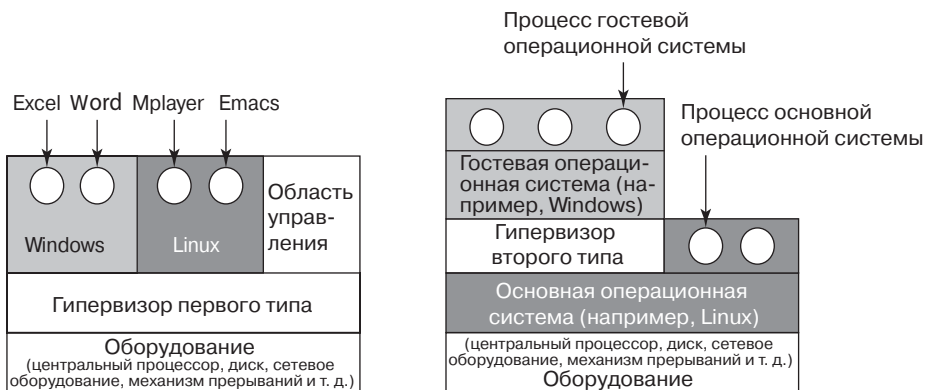 Excel Word Mplayer Emacs
Windows
Linux
Область
управ-
ления
Гипервизор первого типа
Оборудование
(центральный процессор, диск, сетевое
оборудование, механизм прерываний и т. д.)
Процесс гостевой
операционной системы
Процесс основной
операционной системы
Гостевая операци-
онная система (на-
пример, Windows)
Гипервизор
второго типа
Основная операционная
система (например, Linux)
(центральный процессор, диск, сетевое
оборудование, механизм прерываний и т. д.)
Оборудование